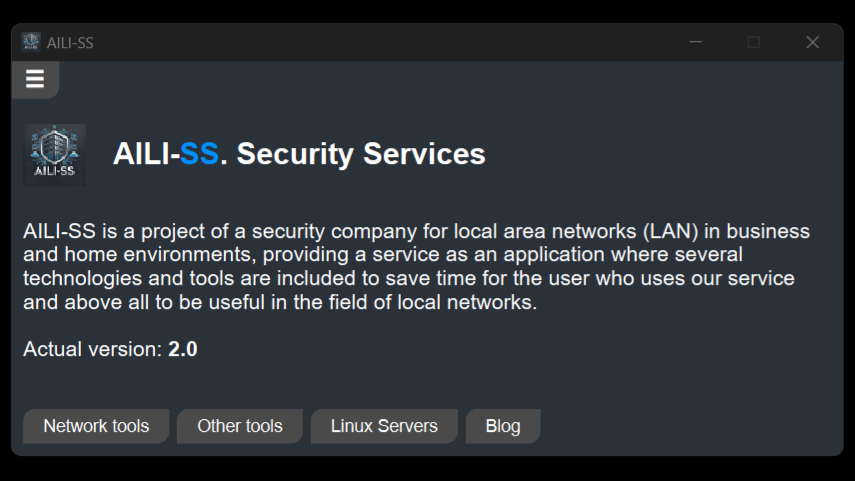 AILI-SS
AILI-SS
AILI-SS. Security Services
AILI-SS is a project of a security company for local area networks (LAN) in business
and home environments, providing a service as an application where several
technologies and tools are included to save time for the user who uses our service
and above all to be useful in the field of local networks.
Actual version: 2.0
Network tools
Other tools
Linux Servers
Blog